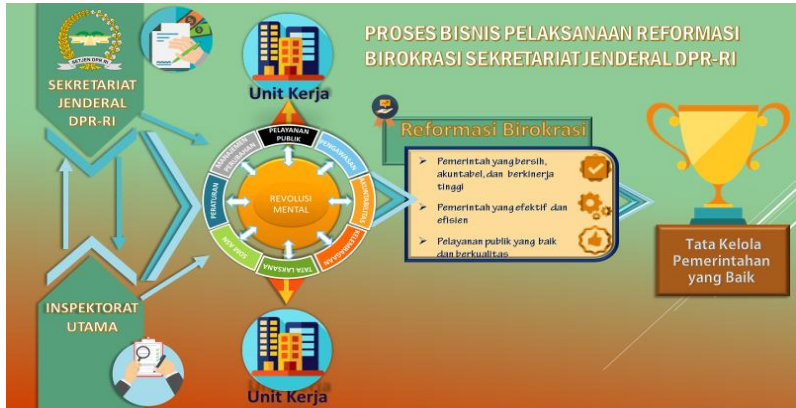 PROSES BISNIS PELAKSANAAN REFORMASI
BIROKRASI SEKRETARIAT JENDERAL DPR-RI
SETJEN DPR RI
SEKRETARIAT
JENDERAL
DPR-RI
INSPEKTORAT
UTAMA
Unit Kerja
PELAYANAN
PUBLIK
PENGAWASAN
AKUNTABILITAS
KELEMBAGAAN
TATA LAKSANA
SDM ASN
PERATURAN
MANAJEMEN
PERUBAHAN
REVOLUSI
MENTAL
Unit Kerja
Reformasi Birokrasi
➢ Pemerintah yang bersih,
akuntabel, dan berkinerja
tinggi
➢ Pemerintah yang efektif dan
efisien
➢ Pelayanan publik yang baik
dan berkualitas
Tata Kelola
Pemerintahan
yang Baik